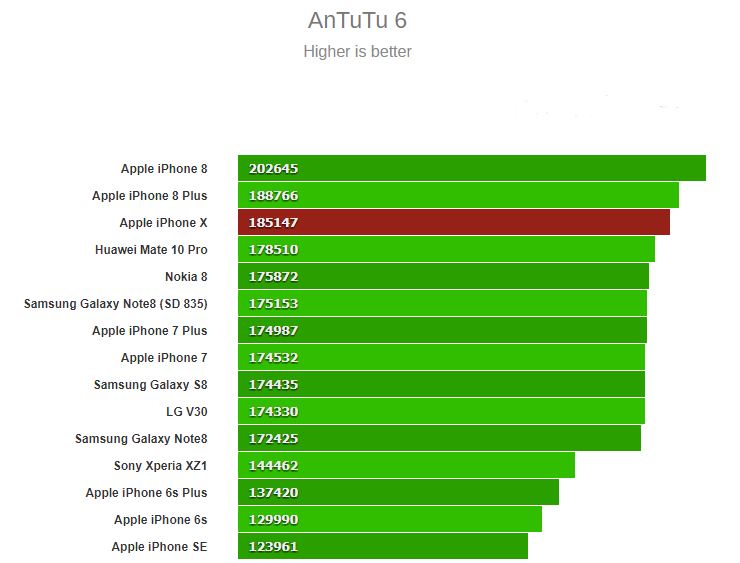 AnTuTu 6
Higher is better
Apple iPhone 8 202645
Apple iPhone 8 Plus 188766
Apple iPhone X 185147
Huawei Mate 10 Pro 178510
Nokia 8 175872
Samsung Galaxy Note8 (SD 835) 175153
Apple iPhone 7 Plus 174987
Apple iPhone 7 174532
Samsung Galaxy S8 174435
LG V30 174330
Samsung Galaxy Note8 172425
Sony Xperia XZ1 144462
Apple iPhone 6s Plus 137420
Apple iPhone 6s 129990
Apple iPhone SE 123961